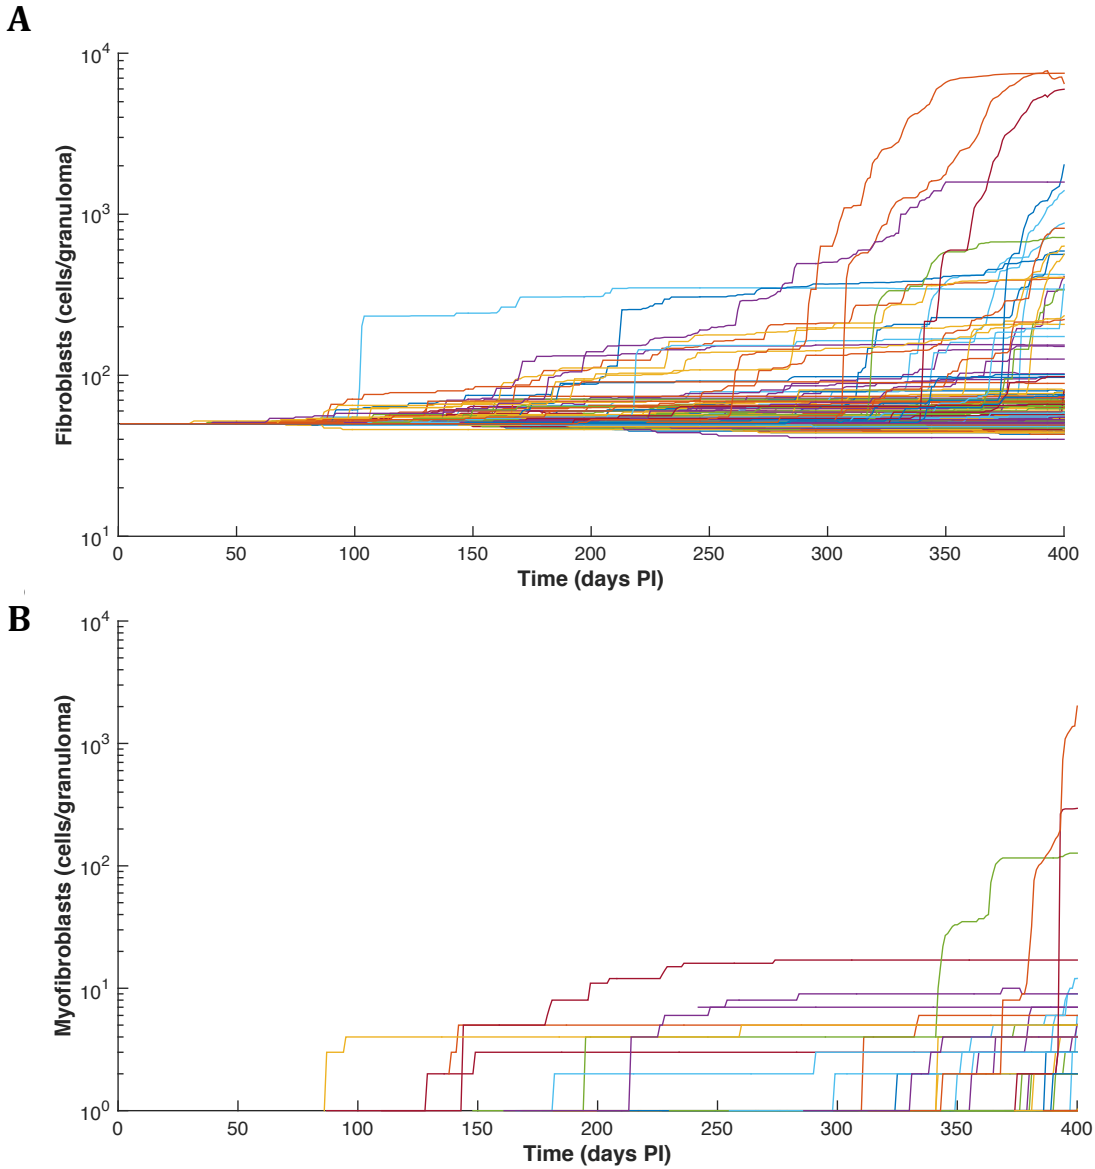 A
10^4
10^3
10^2
10^1
Fibroblasts (cells/granuloma)
0 50 100 150 200 250 300 350 400
Time (days PI)
B
10^4
10^3
10^2
10^1
10^0
Myofibroblasts (cells/granuloma)
0 50 100 150 200 250 300 350 400
Time (days PI)